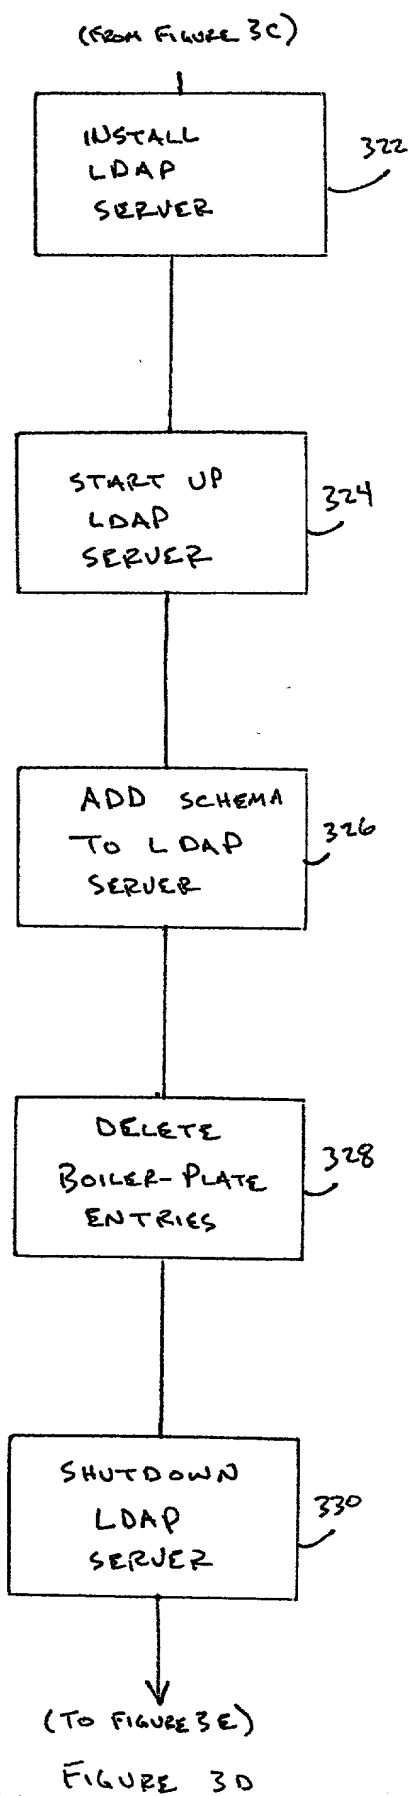 (FROM FIGURE 3C)
INSTALL
LDAP
SERVER
322
START UP
LDAP
SERVER
324
ADD SCHEMA
TO LDAP
SERVER
326
DELETE
BOILER-PLATE
ENTRIES
328
SHUTDOWN
LDAP
SERVER
330
(TO FIGURE 3E)
FIGURE 3D